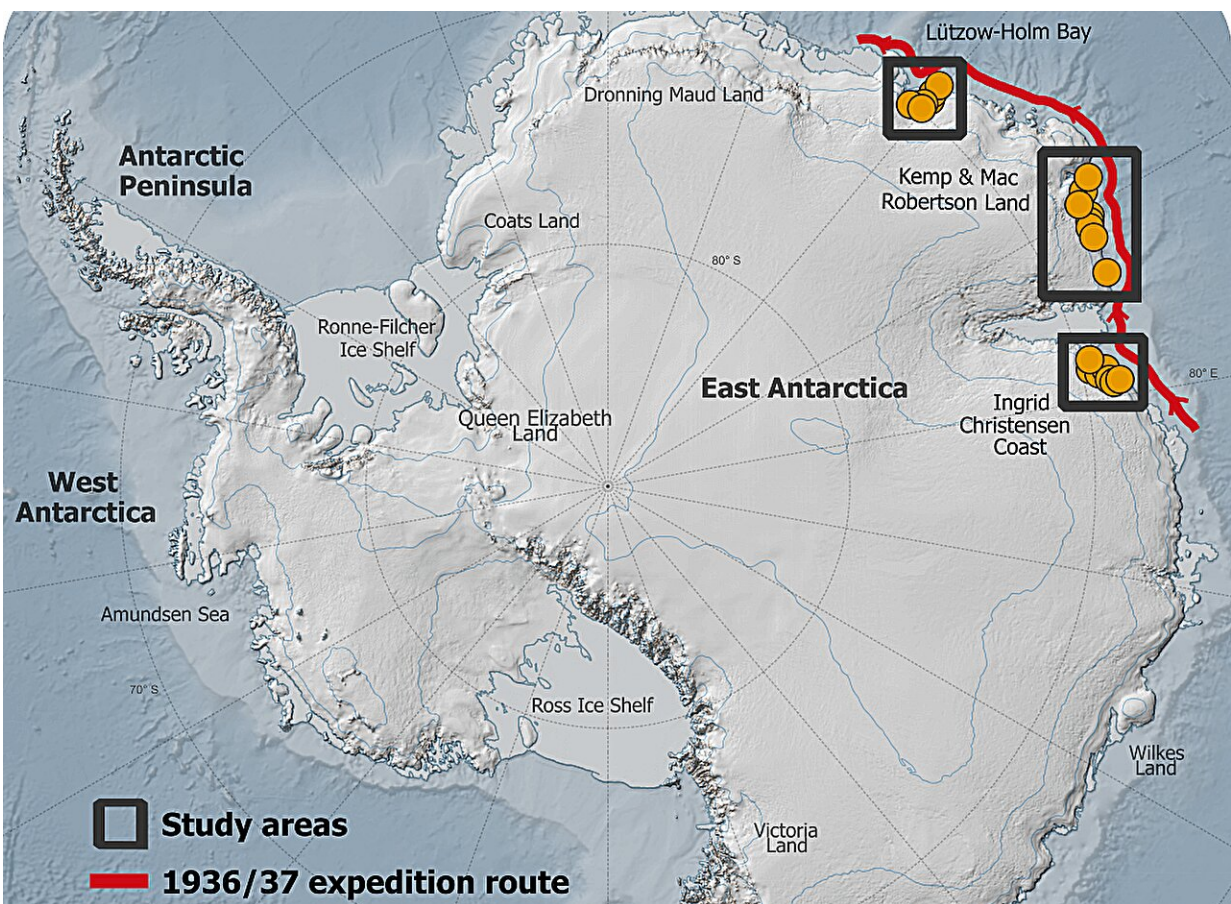 Lützow-Holm Bay
Dronning Maud Land
Antarctic
Peninsula
Kemp & Mac
Robertson Land
Coats Land
80° S
Ronne-Filcher
Ice Shelf
80° E
East Antarctica
Ingrid
Christensen
Coast
Queen Elizabeth
Land
West
Antarctica
Amundsen Sea
70° S
Ross Ice Shelf
Wilkes
Land
Victoria
Land
Study areas
1936/37 expedition route